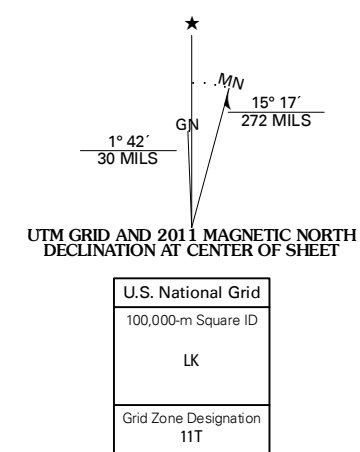 ★
MN
15° 17´
272 MILS
GN
1° 42´
30 MILS
UTM GRID AND 2011 MAGNETIC NORTH
DECLINATION AT CENTER OF SHEET
U.S. National Grid
100,000-m Square ID
LK
Grid Zone Designation
11T